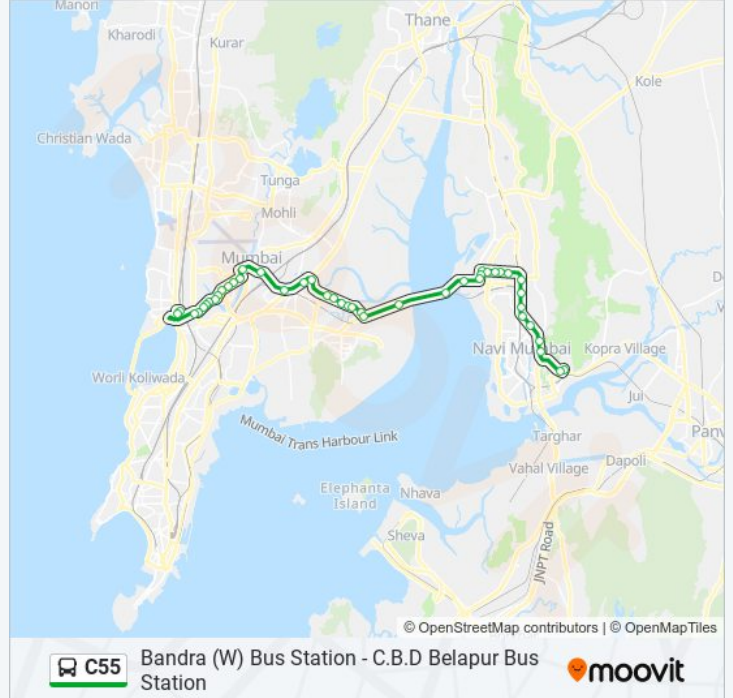 Manori
Thane
Kharodi
Kurar
Kole
Christian Wada
Tunga
Mohli
Mumbai
Navi Mumbai
Kopra Village
Worli Koliwada
Jui
Mumbai Trans Harbour Link
Targhar
Dapoli
Vahal Village
Elephanta
Island
Nhava
Sheva
JNPT Road
© OpenStreetMap contributors | © OpenMapTiles
C55
Bandra (W) Bus Station - C.B.D Belapur Bus
Station
moovit